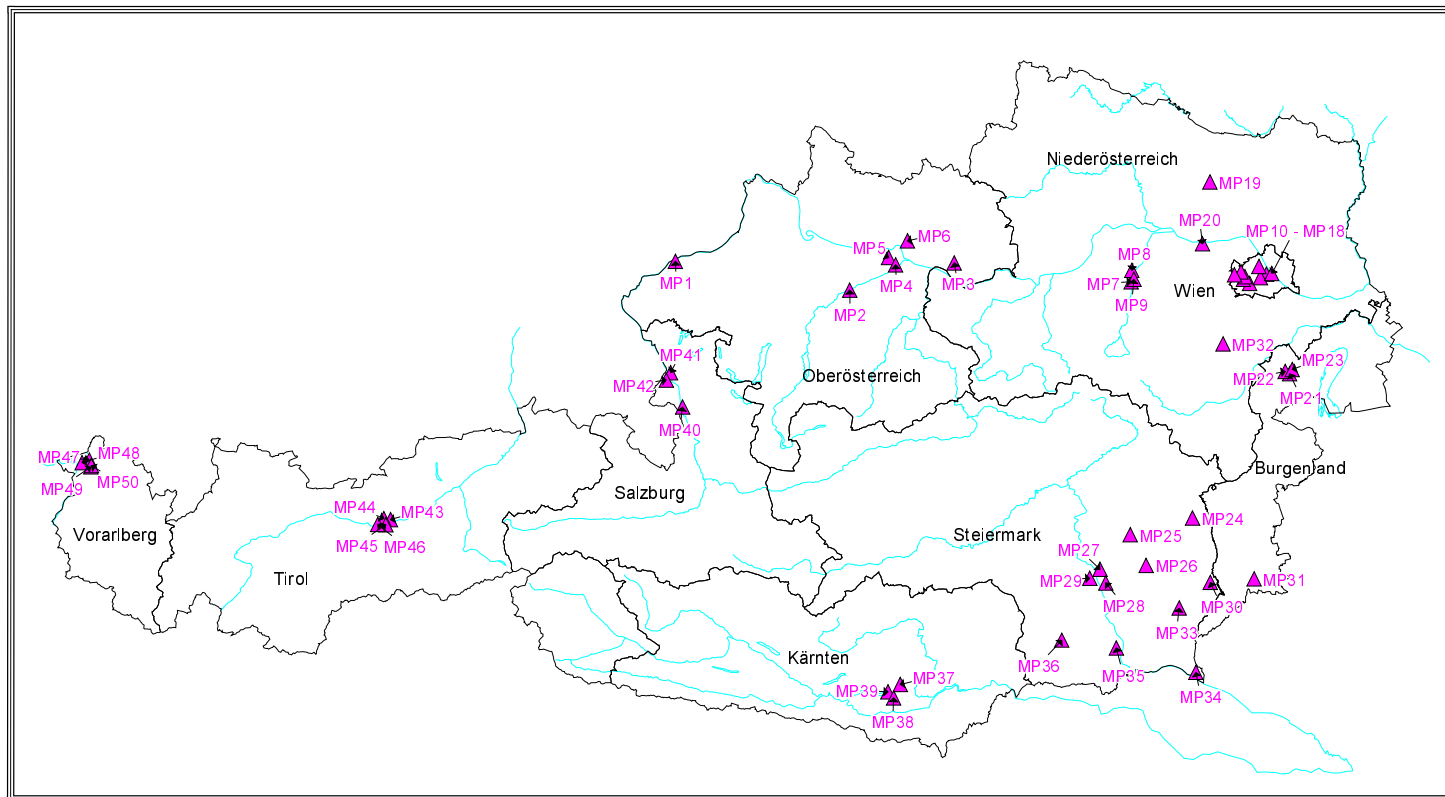 Niederösterreich
MP19
MP20
MP10 - MP18
MP6
MP5
MP8
MP1
MP4
MP3
MP7
MP2
MP9
Wien
MP32
MP41
MP23
MP42
Oberösterreich
MP22
MP21
MP40
MP47
MP48
MP49
MP50
Burgenland
Salzburg
MP44
MP43
MP24
Vorarlberg
Steiermark
MP25
MP45
MP46
MP27
MP26
Tirol
MP29
MP31
MP28
MP30
MP33
MP36
MP35
Kärnten
MP34
MP37
MP39
MP38